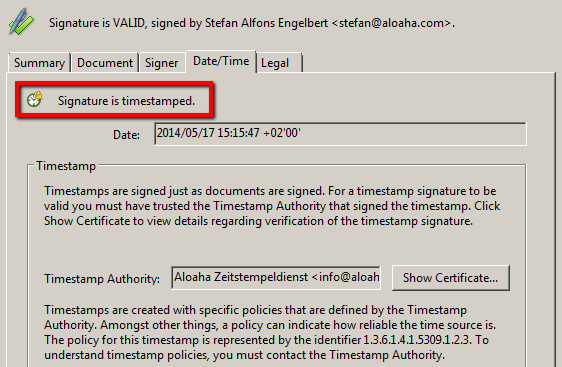 Signature is VALID, signed by Stefan Alfons Engelbert <stefan@aloaha.com>.
Summary Document Signer Date/Time Legal
Signature is timestamped.
Date: 2014/05/17 15:15:47 +02'00'
Timestamp
Timestamps are signed just as documents are signed. For a timestamp signature to be
valid you must have trusted the Timestamp Authority that signed the timestamp. Click
Show Certificate to view details regarding verification of the timestamp signature.
Timestamp Authority: Aloaha Zeitstempeldienst <info@aloah Show Certificate...
Timestamps are created with specific policies that are defined by the Timestamp
Authority. Amongst other things, a policy can indicate how reliable the time source is.
The policy for this timestamp is represented by the identifier 1.3.6.1.4.1.5309.1.2.3. To
understand timestamp policies, you must contact the Timestamp Authority.